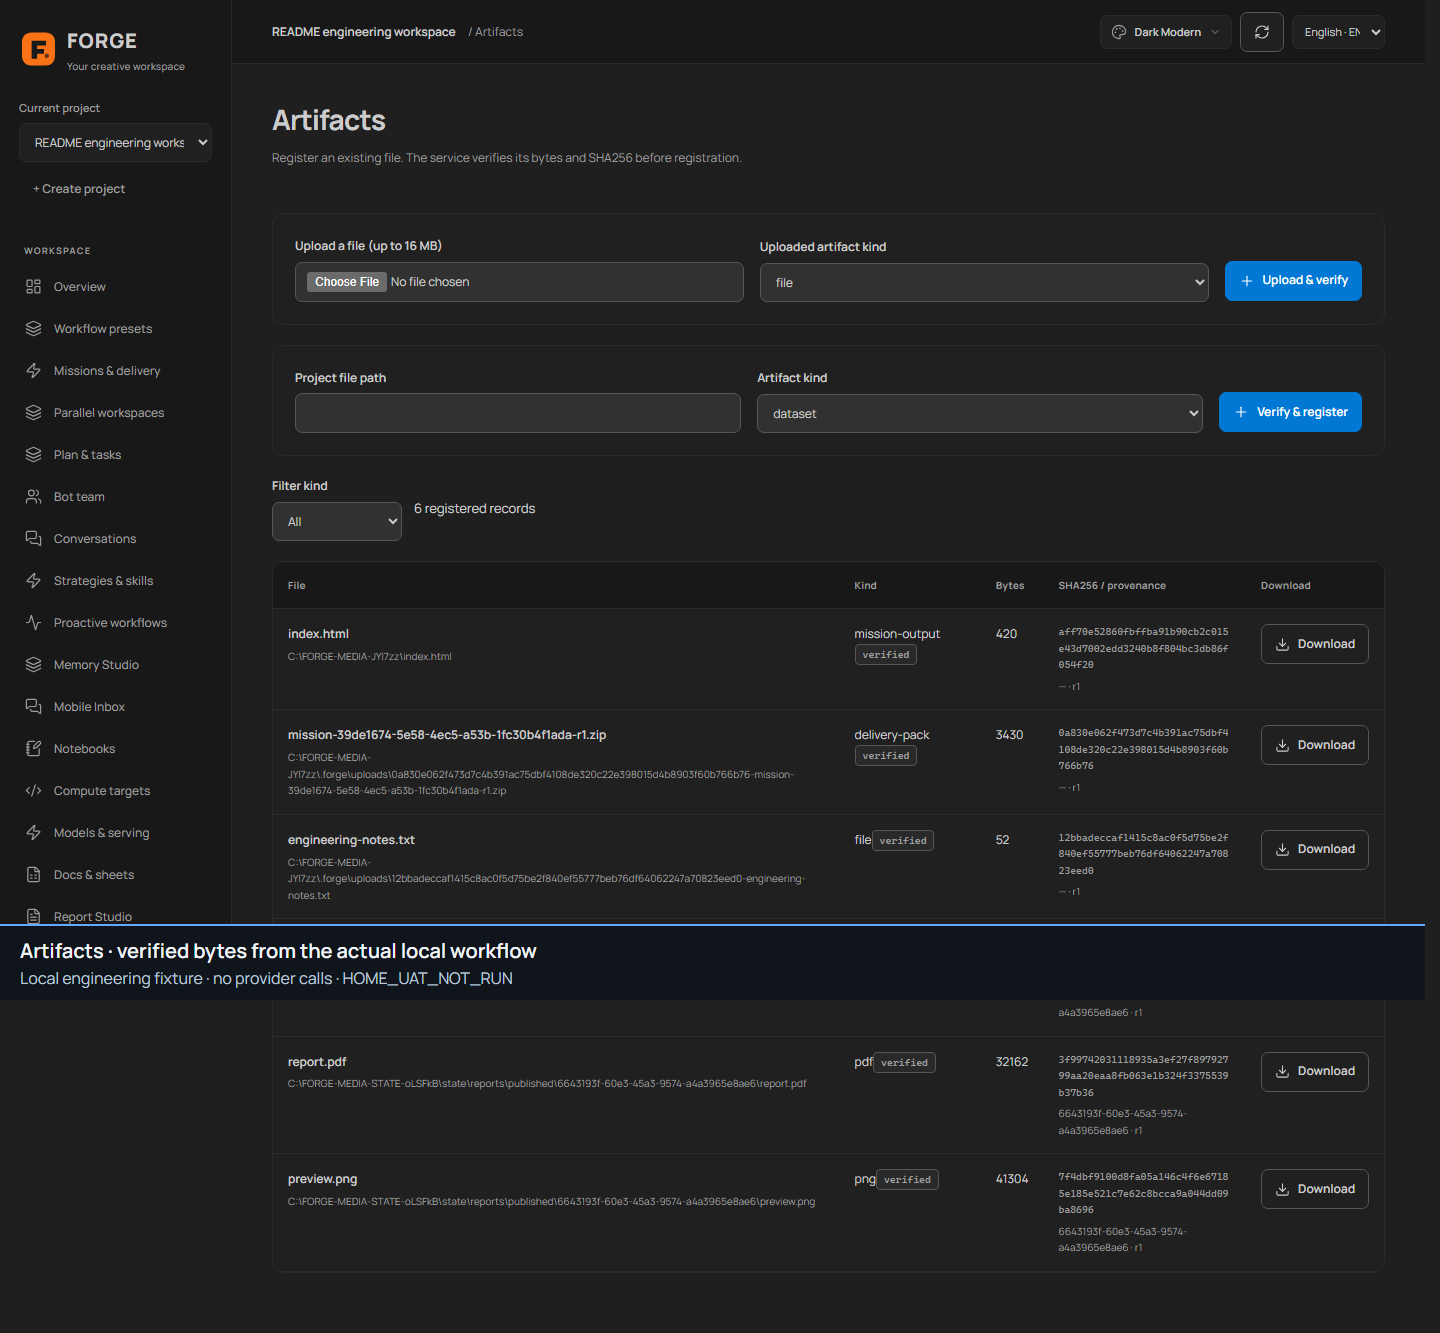 FORGE
Your creative workspace
Current project
README engineering works
+ Create project
WORKSPACE
Overview
Workflow presets
Missions & delivery
Parallel workspaces
Plan & tasks
Bot team
Conversations
Strategies & skills
Proactive workflows
Memory Studio
Mobile Inbox
Notebooks
Compute targets
Models & serving
Docs & sheets
Report Studio
README engineering workspace / Artifacts
Dark Modern
English · EN
Artifacts
Register an existing file. The service verifies its bytes and SHA256 before registration.
Upload a file (up to 16 MB)
Choose File No file chosen
Uploaded artifact kind
file
+ Upload & verify
Project file path
Artifact kind
dataset
+ Verify & register
Filter kind
All
6 registered records
File Kind Bytes SHA256 / provenance Download
index.html
C:\FORGE-MEDIA-JYl7zz\index.html
mission-output
verified
420
aff70e52860fbffba91b90cb2c015
e43d7002edd3240b8f804bc3db86f
054f20
— · r1
Download
mission-39de1674-5e58-4ec5-a53b-1fc30b4f1ada-r1.zip
C:\FORGE-MEDIA-
JYl7zz\.forge\uploads\0a830e062f473d7c4b391ac75dbf4108de320c22e398015d4b8903f60b766b76-mission-
39de1674-5e58-4ec5-a53b-1fc30b4f1ada-r1.zip
delivery-pack
verified
3430
0a830e062f473d7c4b391ac75dbf4
108de320c22e398015d4b8903f60b
766b76
— · r1
Download
engineering-notes.txt
C:\FORGE-MEDIA-
JYl7zz\.forge\uploads\12bbadeccaf1415c8ac0f5d75be2f840ef55777beb76df64062247a70823eed0-engineering-
notes.txt
file verified
52
12bbadeccaf1415c8ac0f5d75be2f
840ef55777beb76df64062247a708
23eed0
— · r1
Download
Artifacts · verified bytes from the actual local workflow
Local engineering fixture · no provider calls · HOME_UAT_NOT_RUN
a4a3965e8ae6 · r1
report.pdf
C:\FORGE-MEDIA-STATE-oLSFkB\state\reports\published\6643193f-60e3-45a3-9574-a4a3965e8ae6\report.pdf
pdf verified
32162
3f99742031118935a3ef27f897927
99aa20eaa8fb063e1b324f3375539
b37b36
6643193f-60e3-45a3-9574-
a4a3965e8ae6 · r1
Download
preview.png
C:\FORGE-MEDIA-STATE-oLSFkB\state\reports\published\6643193f-60e3-45a3-9574-a4a3965e8ae6\preview.png
png verified
41304
7f4dbf9100d8fa05a146c4f6e6718
5e185e521c7e62c8bcca9a044dd09
ba8696
6643193f-60e3-45a3-9574-
a4a3965e8ae6 · r1
Download